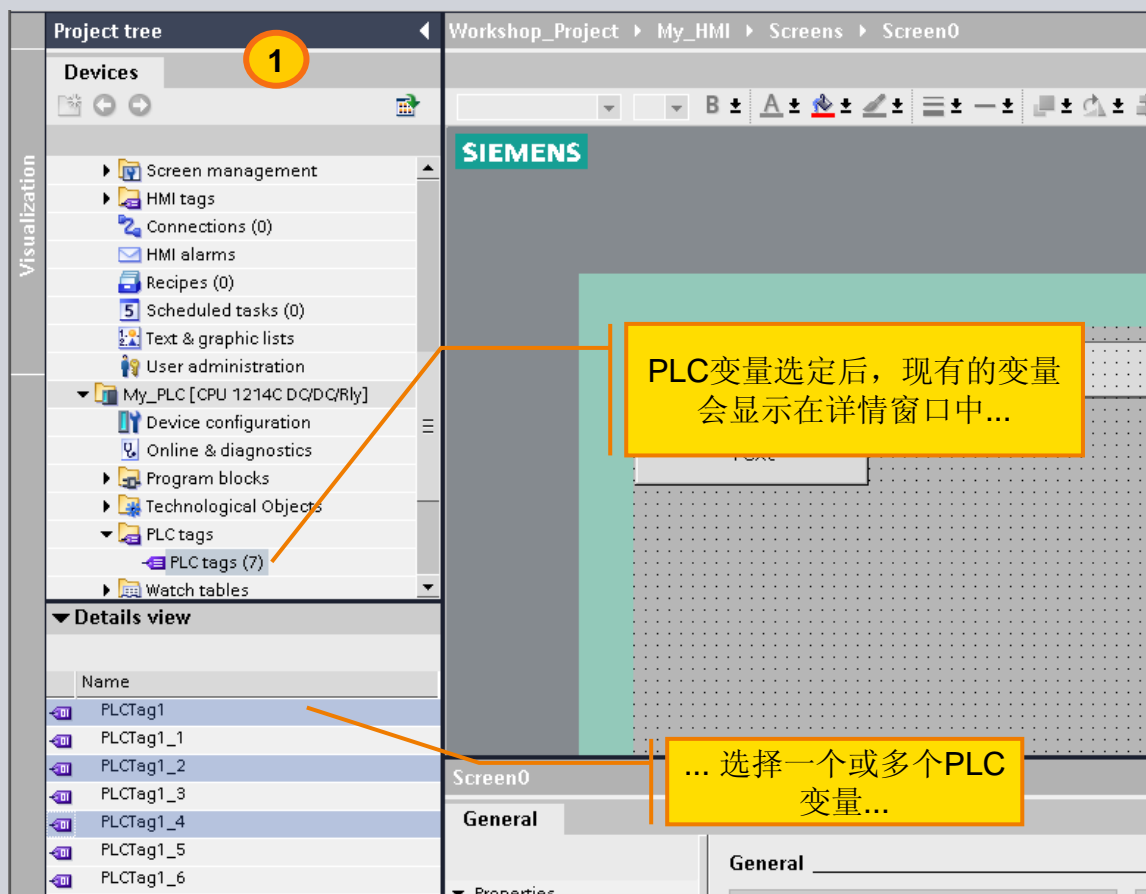 Project tree
Workshop_Project ▸ My_HMI ▸ Screens ▸ Screen0
1
Devices
B
A
Visualization
SIEMENS
Screen management
HMI tags
Connections (0)
HMI alarms
Recipes (0)
5 Scheduled tasks (0)
Text & graphic lists
User administration
My_PLC [CPU 1214C DC/DC/Rly]
Device configuration
Online & diagnostics
Program blocks
Technological Objects
PLC tags
PLC tags (7)
Watch tables
PLC变量选定后，现有的变量
会显示在详情窗口中...
Text
Details view
Name
PLCTag1
PLCTag1_1
PLCTag1_2
PLCTag1_3
PLCTag1_4
PLCTag1_5
PLCTag1_6
... 选择一个或多个PLC
变量...
Screen0
General
General
Properties